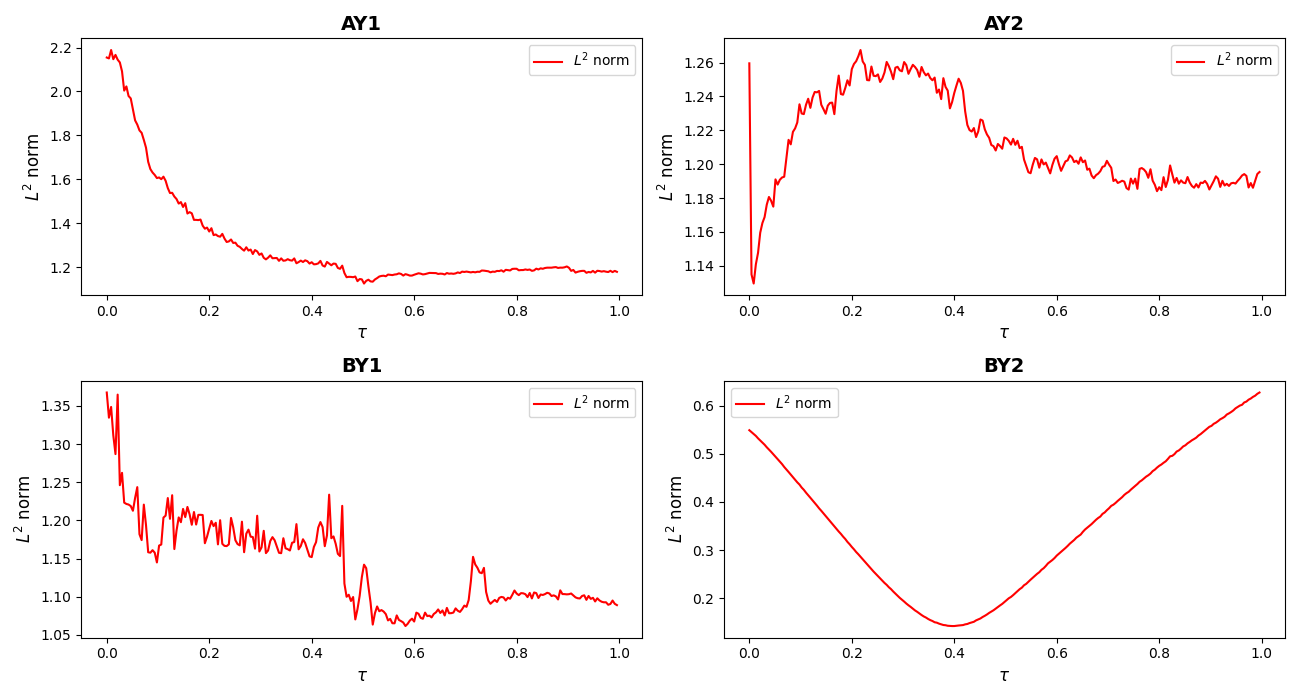 AY1
L² norm
2.2
2.0
1.8
1.6
1.4
1.2
L² norm
0.0 0.2 0.4 0.6 0.8 1.0
τ
AY2
L² norm
1.26
1.24
1.22
1.20
1.18
1.16
1.14
L² norm
0.0 0.2 0.4 0.6 0.8 1.0
τ
BY1
L² norm
1.35
1.30
1.25
1.20
1.15
1.10
1.05
L² norm
0.0 0.2 0.4 0.6 0.8 1.0
τ
BY2
L² norm
0.6
0.5
0.4
0.3
0.2
L² norm
0.0 0.2 0.4 0.6 0.8 1.0
τ